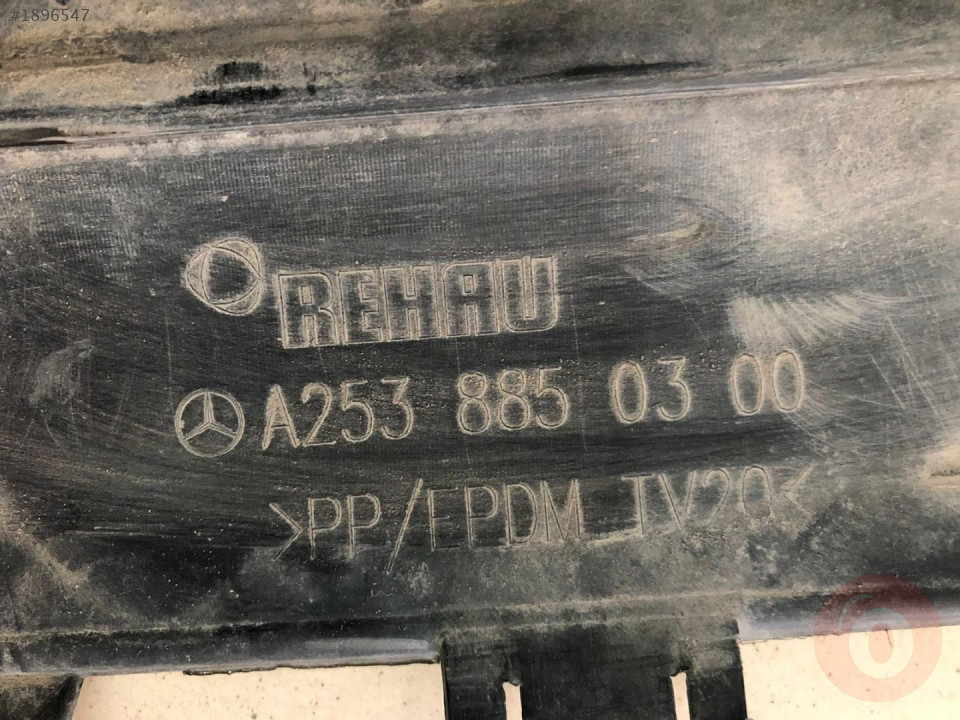 #1896547
REHAU
A253 885 03 00
>PP/EPDM TV20<